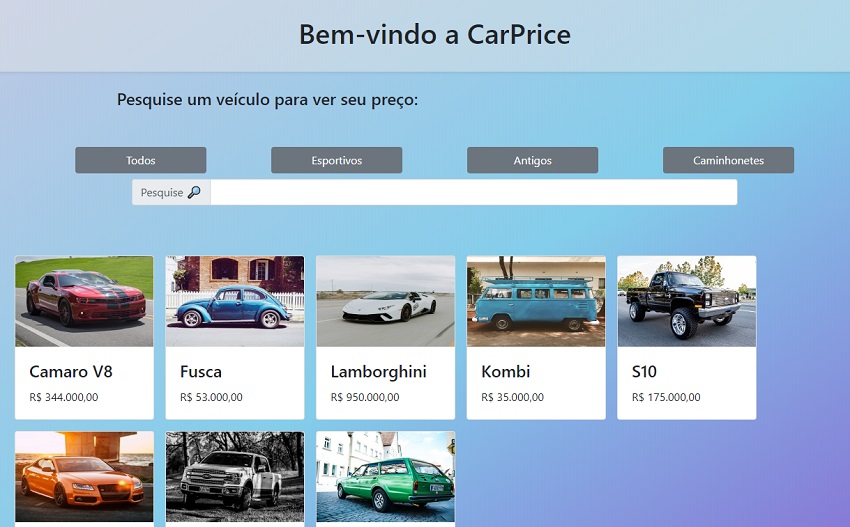 Bem-vindo a CarPrice
Pesquise um veículo para ver seu preço:
Todos
Esportivos
Antigos
Caminhonetes
Pesquise
Camaro V8
R$ 344.000,00
Fusca
R$ 53.000,00
Lamborghini
R$ 950.000,00
Kombi
R$ 35.000,00
S10
R$ 175.000,00